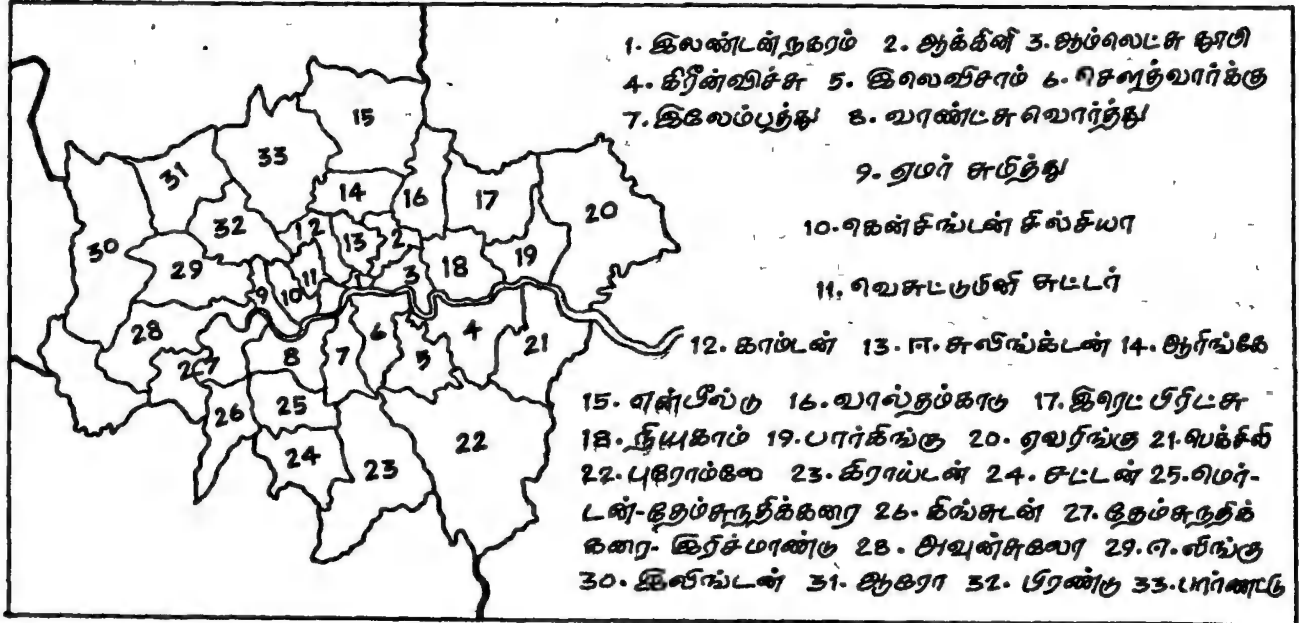 1. இலண்டன் நகரம் 2. ஆக்கினி 3. ஆம்லெட்சு தூபி
4. கிரீன்விச்சு 5. இலெவிசாம் 6. சௌத்வார்க்கு
7. இலேம்பத்து 8. வாண்ட்சுவொர்த்து
9. ஏமர் சுமித்து
10. கென்சிங்டன் சில்சியா
11. வெசுட்டுமினி சுட்டர்
12. காம்டன் 13. ஈ. சுலிங்க்டன் 14. ஆரிங்கே
15. என்பீல்டு 16. வால்தம்காடு 17. இரெட் பிரிட்சு
18. நியுகாம் 19. பார்கிங்கு 20. ஏவரிங்கு 21. பெக்சிலி
22. புரோம்லே 23. கிராய்டன் 24. சட்டன் 25. மெர்-
டன்-தேம்சுநதிக்கரை 26. கிங்சுடன் 27. தேம்சுநதிக்
கரை- இரிச்மாண்டு 28. அவுன்சுலோ 29. ஈ. லிங்கு
30. இலிங்டன் 31. ஆகரா 32. பிரண்டு 33. பார்ணட்டு
15
33
31
14
16
17
20
32
12
13
2
30
29
11
18
19
9
10
3
28
6
4
21
8
7
5
27
26
25
22
24
23